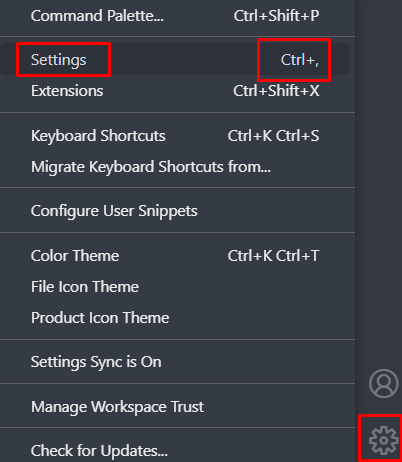 Command Palette... Ctrl+Shift+P
Settings Ctrl+,
Extensions Ctrl+Shift+X
Keyboard Shortcuts Ctrl+K Ctrl+S
Migrate Keyboard Shortcuts from...
Configure User Snippets
Color Theme Ctrl+K Ctrl+T
File Icon Theme
Product Icon Theme
Settings Sync is On
Manage Workspace Trust
Check for Updates...